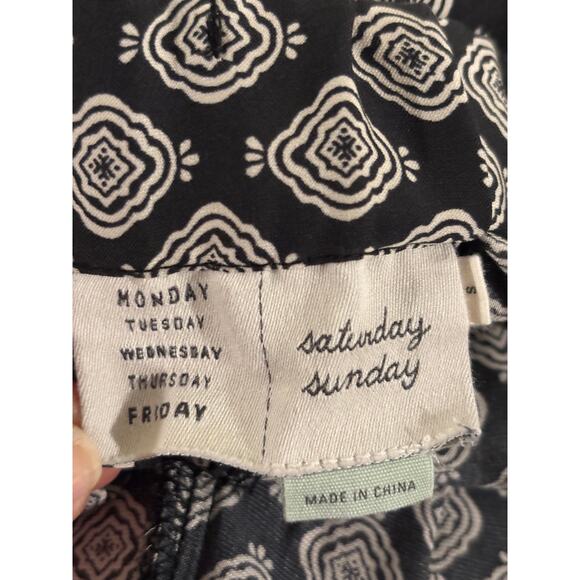 MONDAY
TUESDAY
WEDNESDAY
THURSDAY
FRIDAY
saturday
sunday
S
MADE IN CHINA